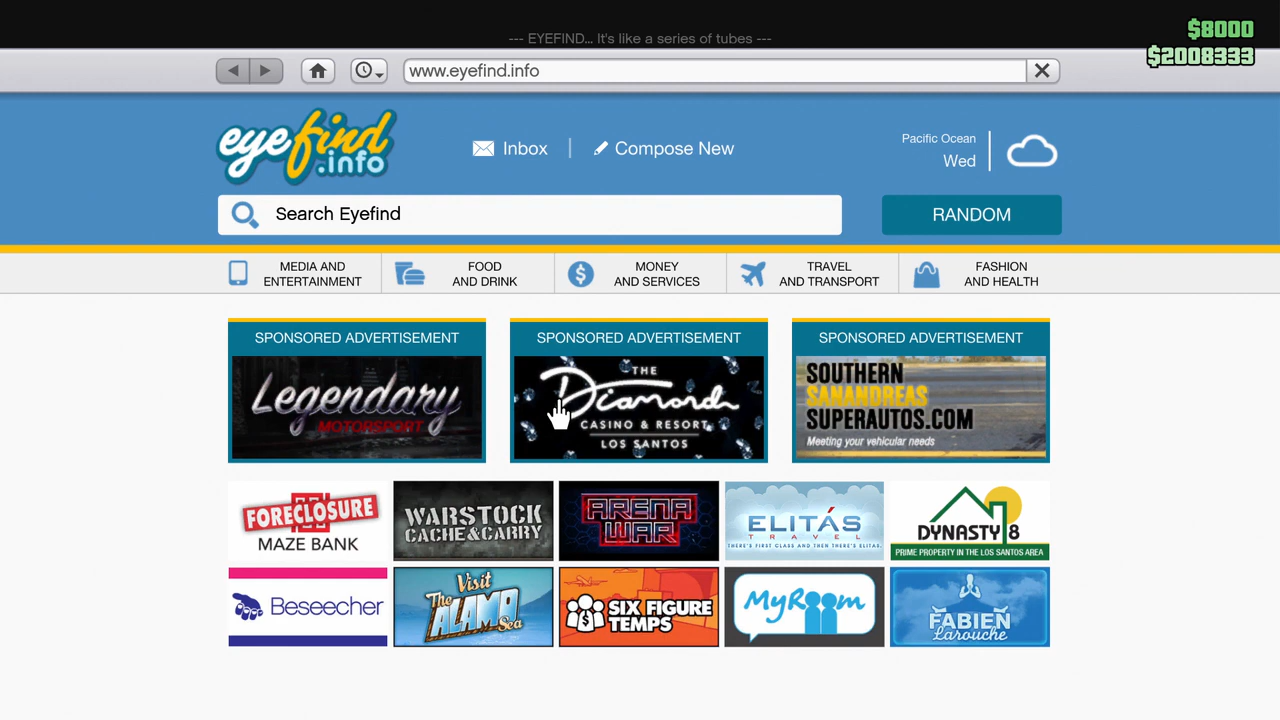 --- EYEFIND... It's like a series of tubes ---
$8000
$2008333
www.eyefind.info
eyefind
.info
Inbox
Compose New
Pacific Ocean
Wed
Search Eyefind
RANDOM
MEDIA AND
ENTERTAINMENT
FOOD
AND DRINK
MONEY
AND SERVICES
TRAVEL
AND TRANSPORT
FASHION
AND HEALTH
SPONSORED ADVERTISEMENT
Legendary
MOTORSPORT
SPONSORED ADVERTISEMENT
THE
Diamond
CASINO & RESORT
LOS SANTOS
SPONSORED ADVERTISEMENT
SOUTHERN
SANANDREAS
SUPERAUTOS.COM
Meeting your vehicular needs
FORECLOSURE
MAZE BANK
WARSTOCK
CACHE&CARRY
ARENA
WAR
ELITÁS
TRAVEL
THERE'S FIRST CLASS AND THEN THERE'S ELITAS.
DYNASTY 8
PRIME PROPERTY IN THE LOS SANTOS AREA
Beseecher
Visit
The
ALAMO
Sea
SIX FIGURE
TEMPS
MyRoom
FABIEN
Larouche